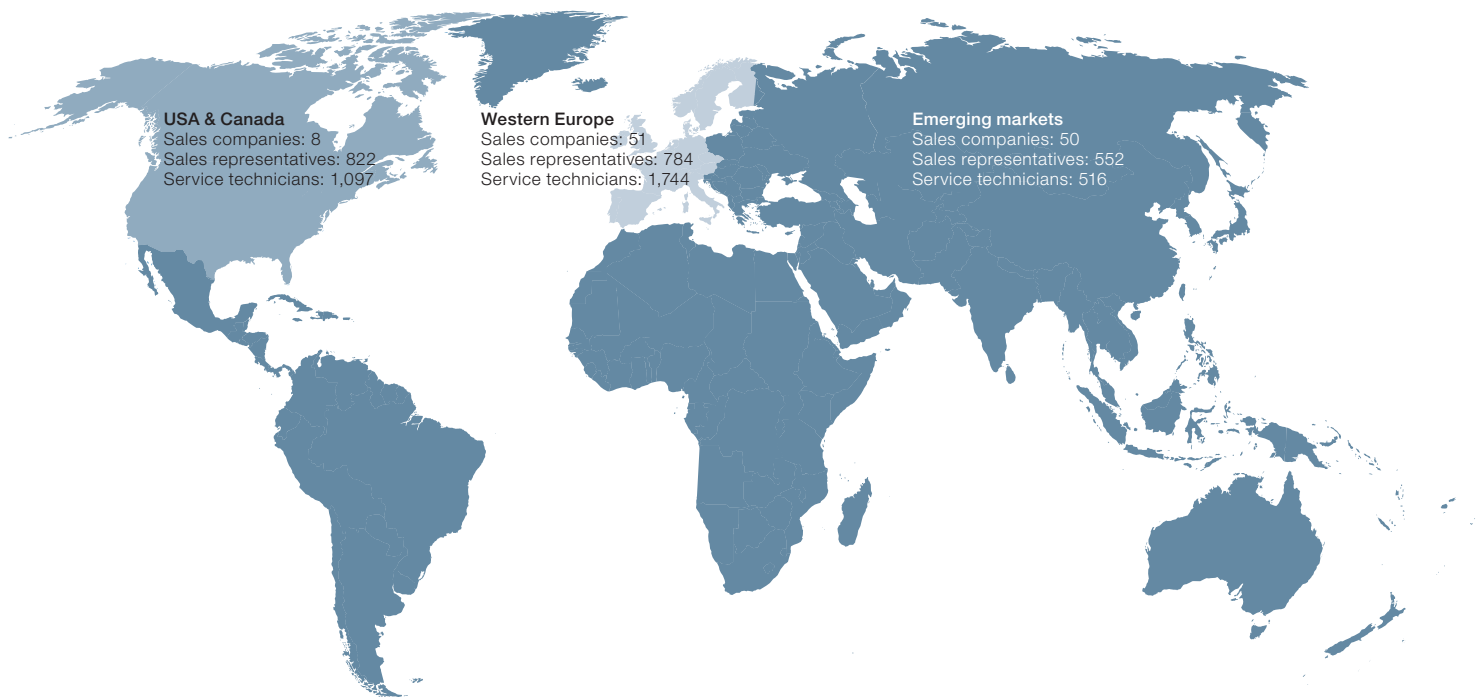 USA & Canada
Sales companies: 8
Sales representatives: 822
Service technicians: 1,097
Western Europe
Sales companies: 51
Sales representatives: 784
Service technicians: 1,744
Emerging markets
Sales companies: 50
Sales representatives: 552
Service technicians: 516